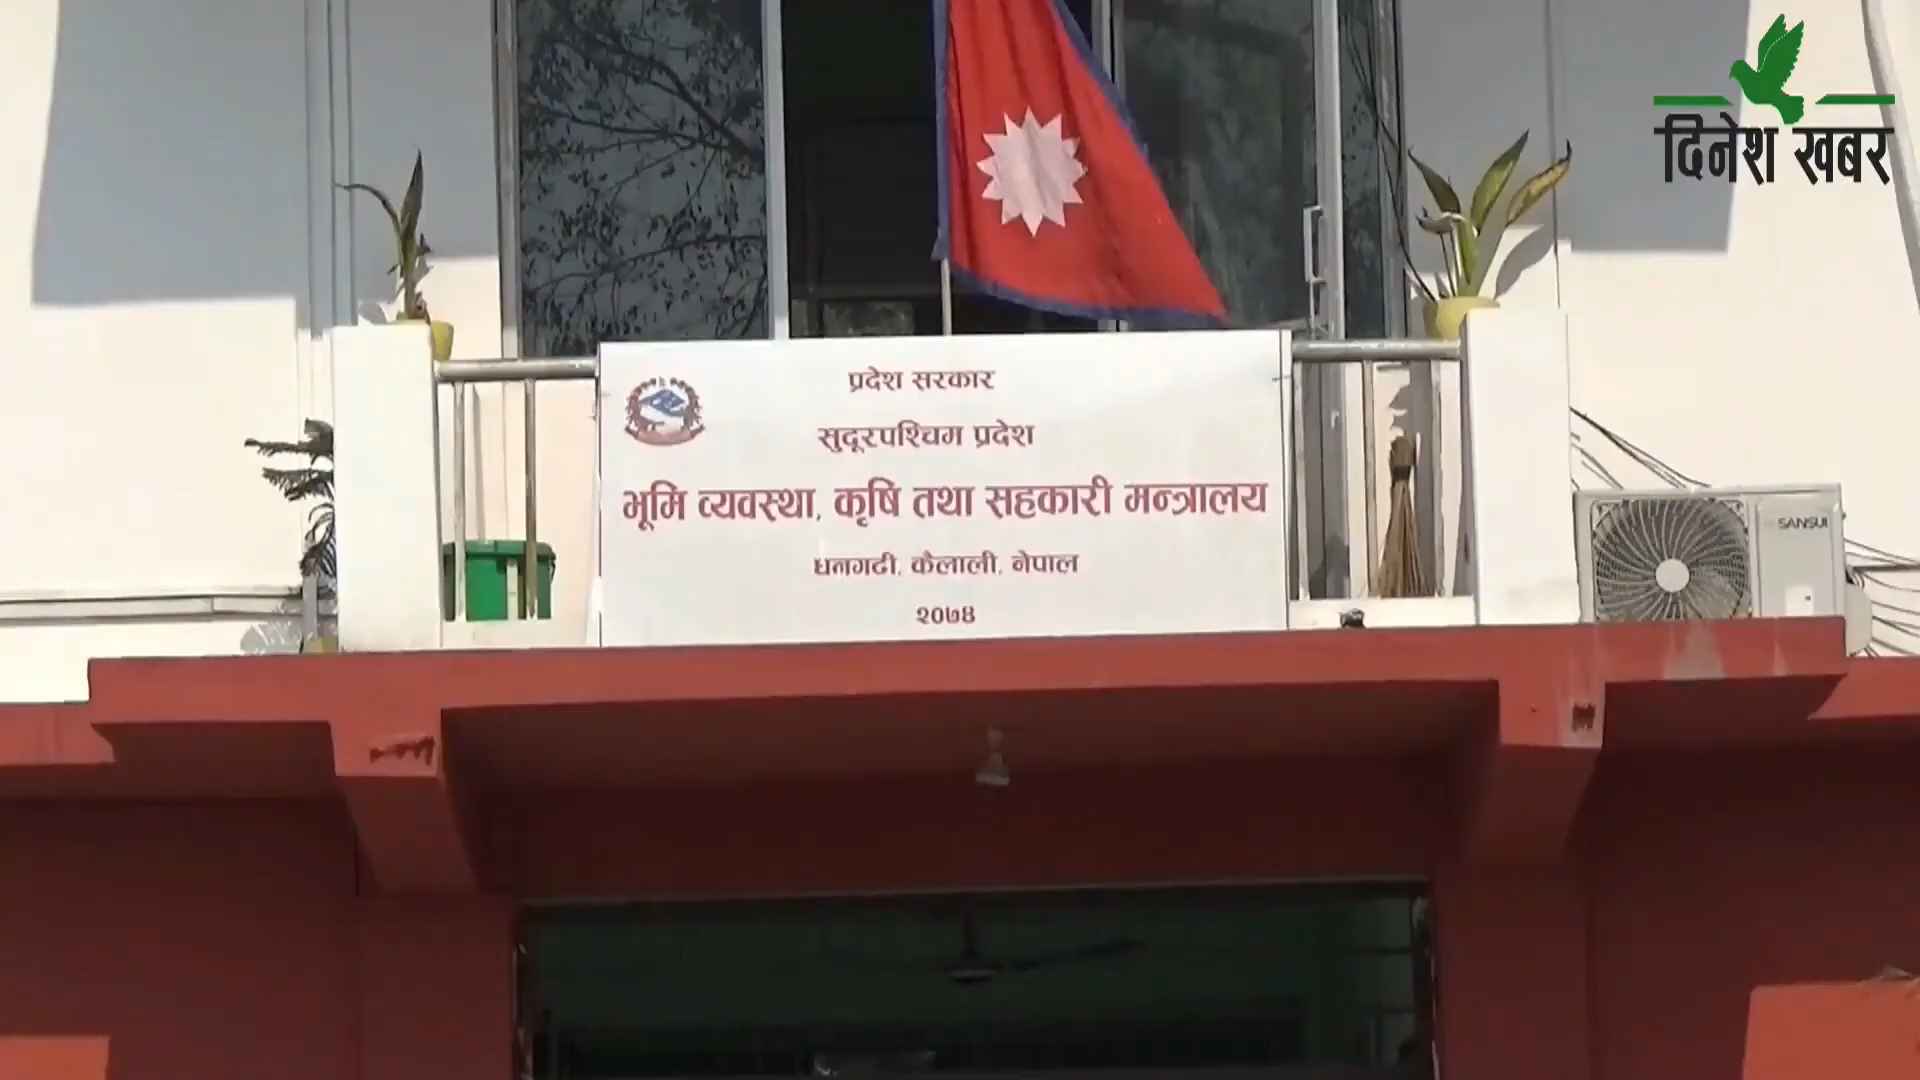 दिनेश खबर
प्रदेश सरकार
सुदूरपश्चिम प्रदेश
भूमि व्यवस्था, कृषि तथा सहकारी मन्त्रालय
धनगढी, कैलाली, नेपाल
२०७४
SANSUI